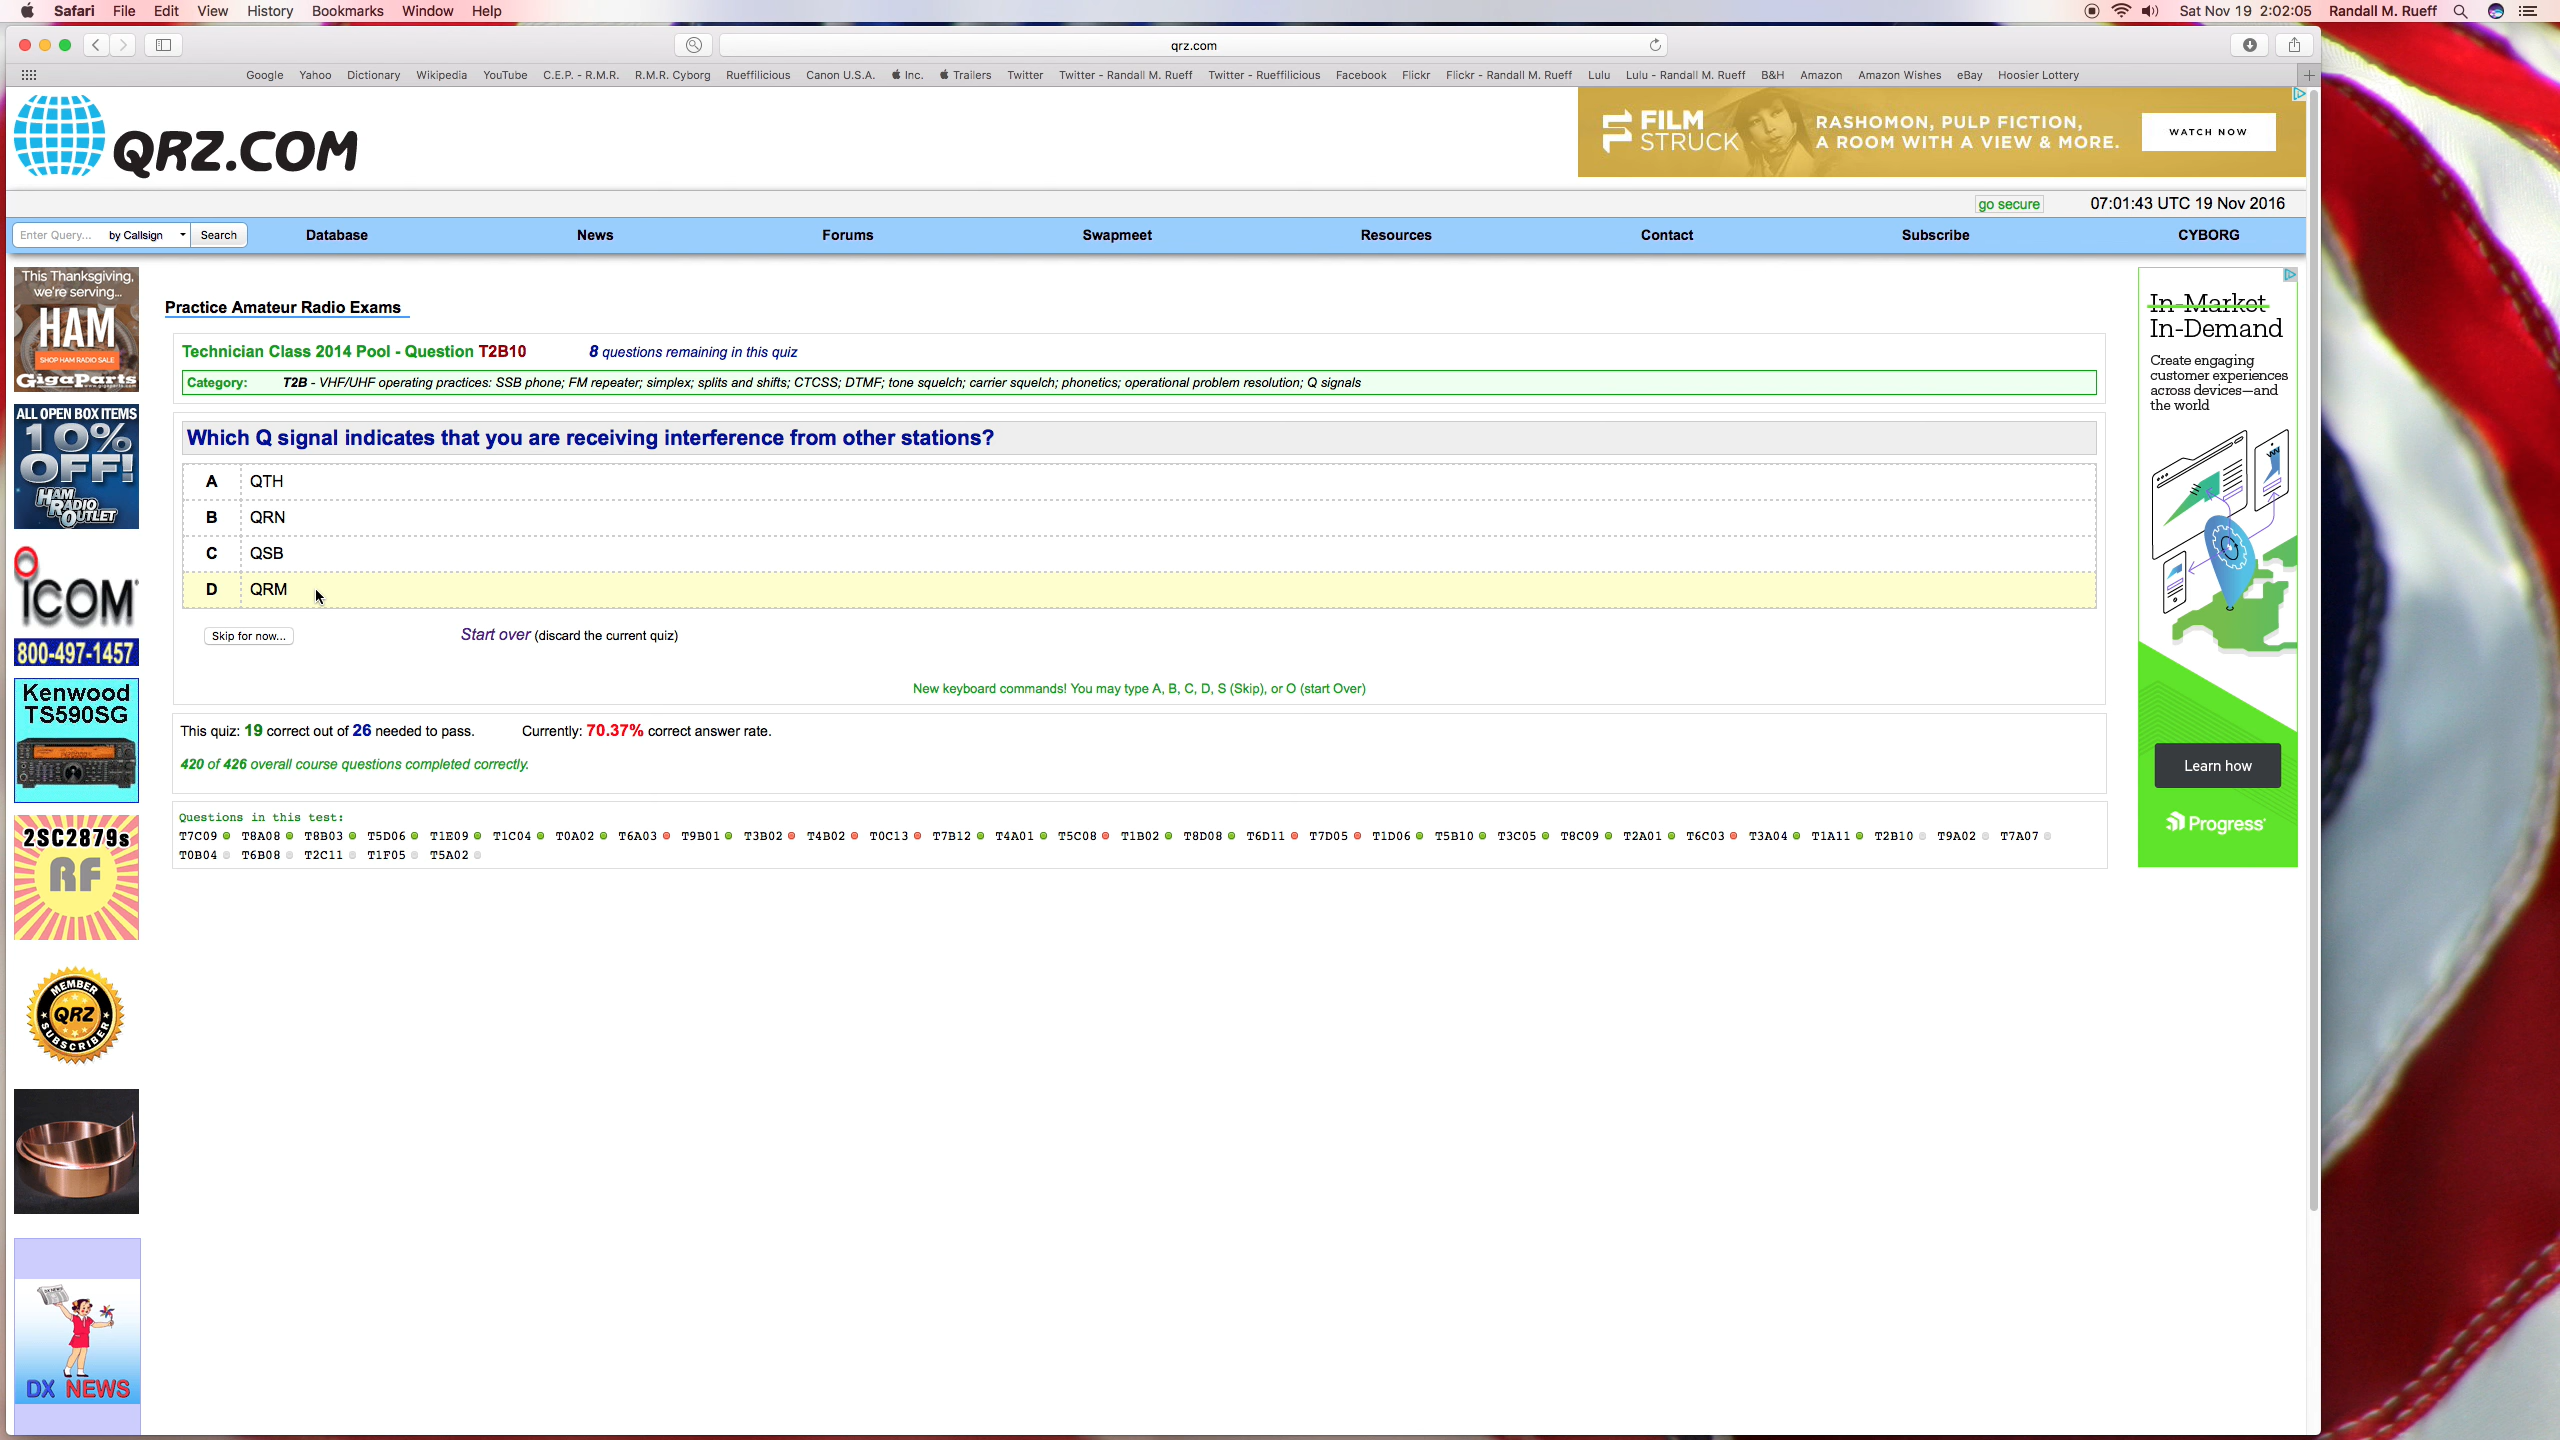 Safari File Edit View History Bookmarks Window Help Sat Nov 19 2:02:05 Randall M. Rueff
qrz.com
Google Yahoo Dictionary Wikipedia YouTube C.E.P. - R.M.R. R.M.R. Cyborg Rueffilicious Canon U.S.A. Inc. Trailers Twitter Twitter - Randall M. Rueff Twitter - Rueffilicious Facebook Flickr Flickr - Randall M. Rueff Lulu Lulu - Randall M. Rueff B&H Amazon Amazon Wishes eBay Hoosier Lottery
QRZ.COM
FILM STRUCK
RASHOMON, PULP FICTION,
A ROOM WITH A VIEW & MORE.
WATCH NOW
go secure 07:01:43 UTC 19 Nov 2016
Enter Query... by Callsign Search Database News Forums Swapmeet Resources Contact Subscribe CYBORG
This Thanksgiving,
we're serving...
HAM
SHOP HAM RADIO SALE
GigaParts
ALL OPEN BOX ITEMS
10%
OFF!
HAM
RADIO
OUTLET
ICOM
800-497-1457
Kenwood
TS590SG
2SC2879s
RF
MEMBER
QRZ
SUBSCRIBER
DX NEWS
Practice Amateur Radio Exams
Technician Class 2014 Pool - Question T2B10 8 questions remaining in this quiz
Category: T2B - VHF/UHF operating practices: SSB phone; FM repeater; simplex; splits and shifts; CTCSS; DTMF; tone squelch; carrier squelch; phonetics; operational problem resolution; Q signals
Which Q signal indicates that you are receiving interference from other stations?
A QTH
B QRN
C QSB
D QRM
Skip for now... Start over (discard the current quiz)
New keyboard commands! You may type A, B, C, D, S (Skip), or O (start Over)
This quiz: 19 correct out of 26 needed to pass. Currently: 70.37% correct answer rate.
420 of 426 overall course questions completed correctly.
Questions in this test:
T7C09 T8A08 T8B03 T5D06 T1E09 T1C04 T0A02 T6A03 T9B01 T3B02 T4B02 T0C13 T7B12 T4A01 T5C08 T1B02 T8D08 T6D11 T7D05 T1D06 T5B10 T3C05 T8C09 T2A01 T6C03 T3A04 T1A11 T2B10 T9A02 T7A07
T0B04 T6B08 T2C11 T1F05 T5A02
In-Market
In-Demand
Create engaging
customer experiences
across devices—and
the world
Learn how
Progress